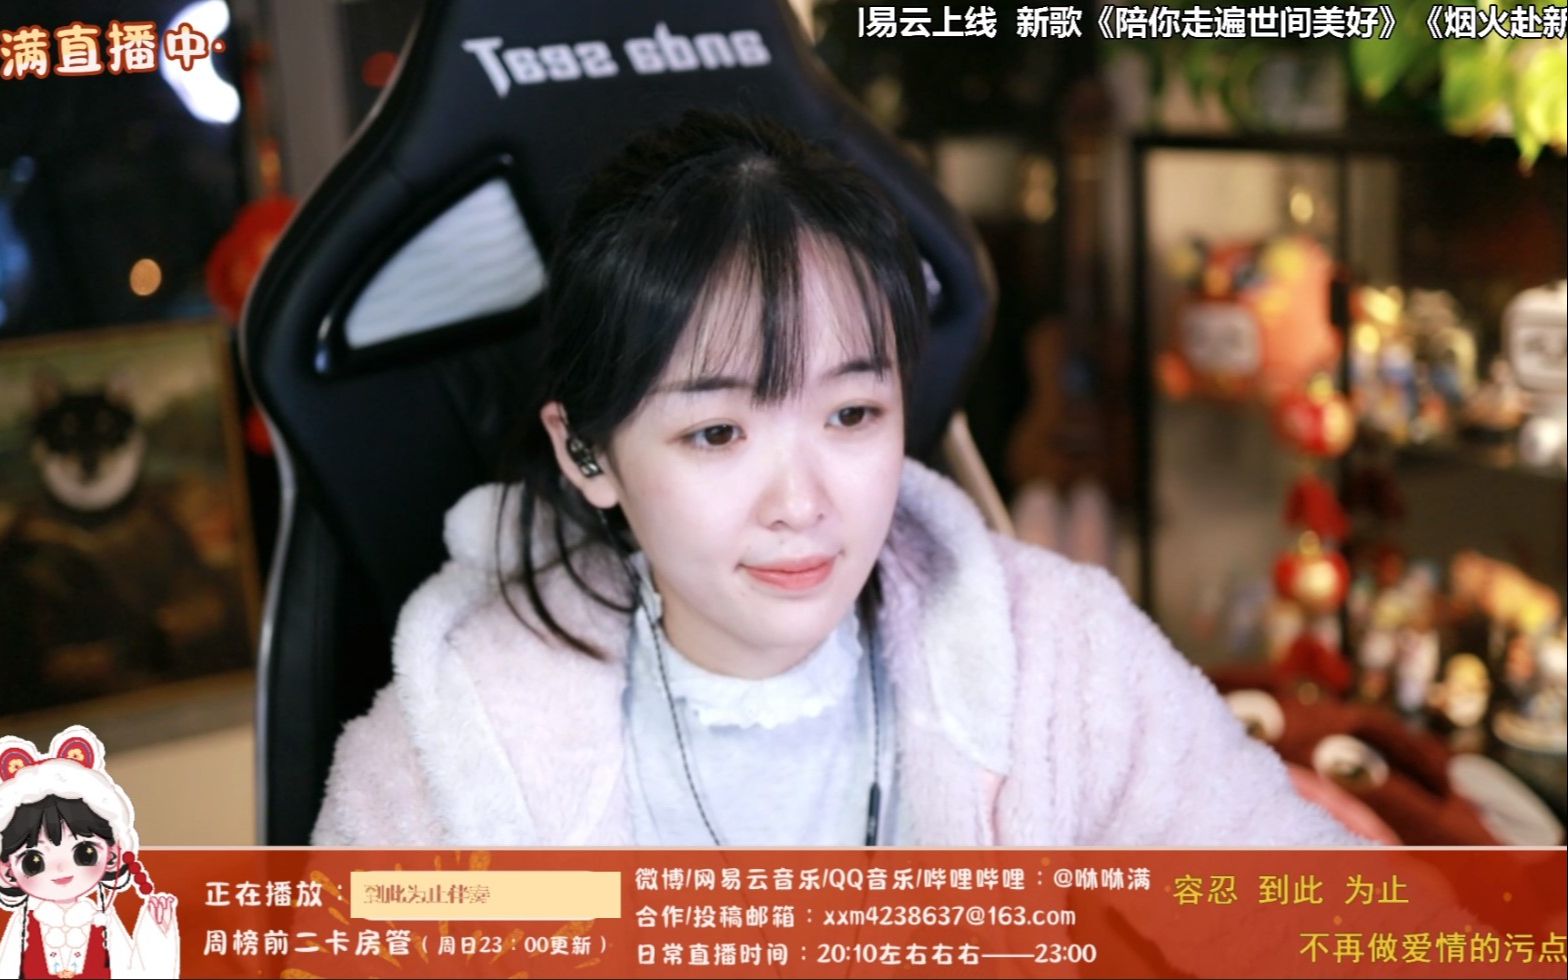 易云上线 新歌《陪你走遍世间美好》《烟火赴新
满直播中·
正在播放：到此为止伴奏
周榜前二卡房管（周日23：00更新）
微博/网易云音乐/QQ音乐/哔哩哔哩：@咻咻满
合作/投稿邮箱：xxm4238637@163.com
日常直播时间：20:10左右右右——23:00
容忍 到此 为止
不再做爱情的污点